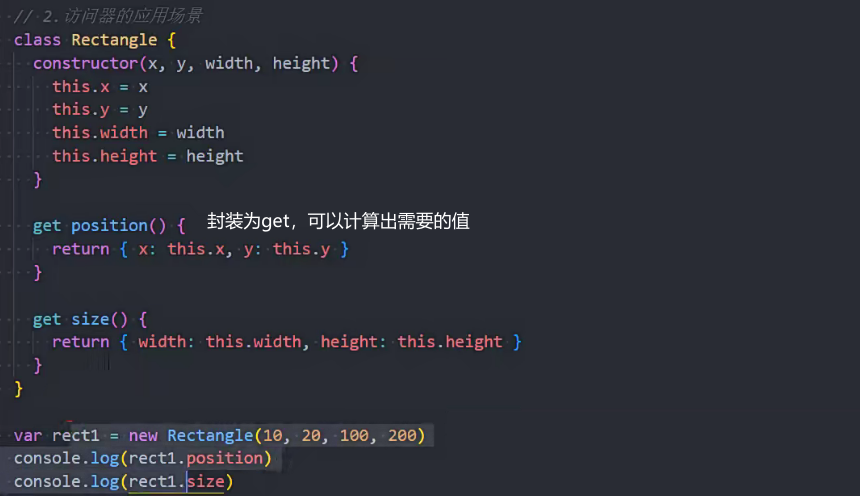 // 2.访问器的应用场景
class Rectangle {
constructor(x, y, width, height) {
this.x = x
this.y = y
this.width = width
this.height = height
}
get position() { 封装为get，可以计算出需要的值
return { x: this.x, y: this.y }
}
get size() {
return { width: this.width, height: this.height }
}
}
var rect1 = new Rectangle(10, 20, 100, 200)
console.log(rect1.position)
console.log(rect1.size)